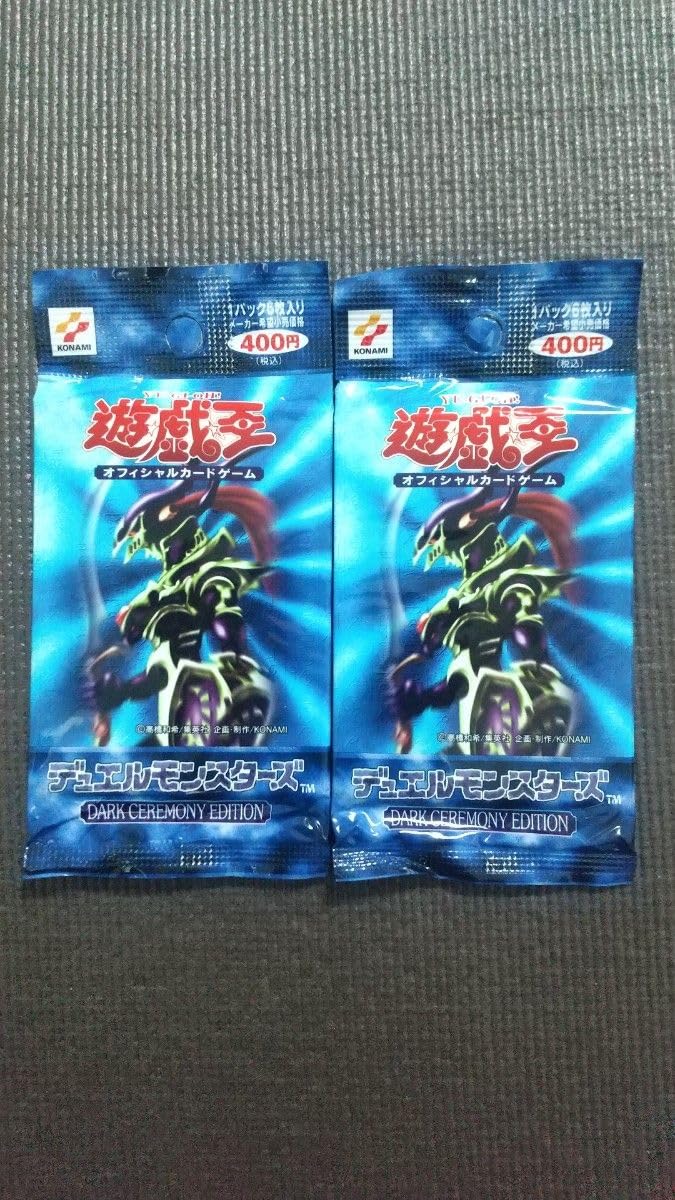 KONAMI
1パック6枚入り
メーカー希望小売価格
400円
(税込)
YU-GI-OH!
遊戯王
オフィシャルカードゲーム
©高橋和希/集英社 企画・制作/KONAMI
デュエルモンスターズ™
DARK CEREMONY EDITION
KONAMI
1パック6枚入り
メーカー希望小売価格
400円
(税込)
YU-GI-OH!
遊戯王
オフィシャルカードゲーム
©高橋和希/集英社 企画・制作/KONAMI
デュエルモンスターズ™
DARK CEREMONY EDITION